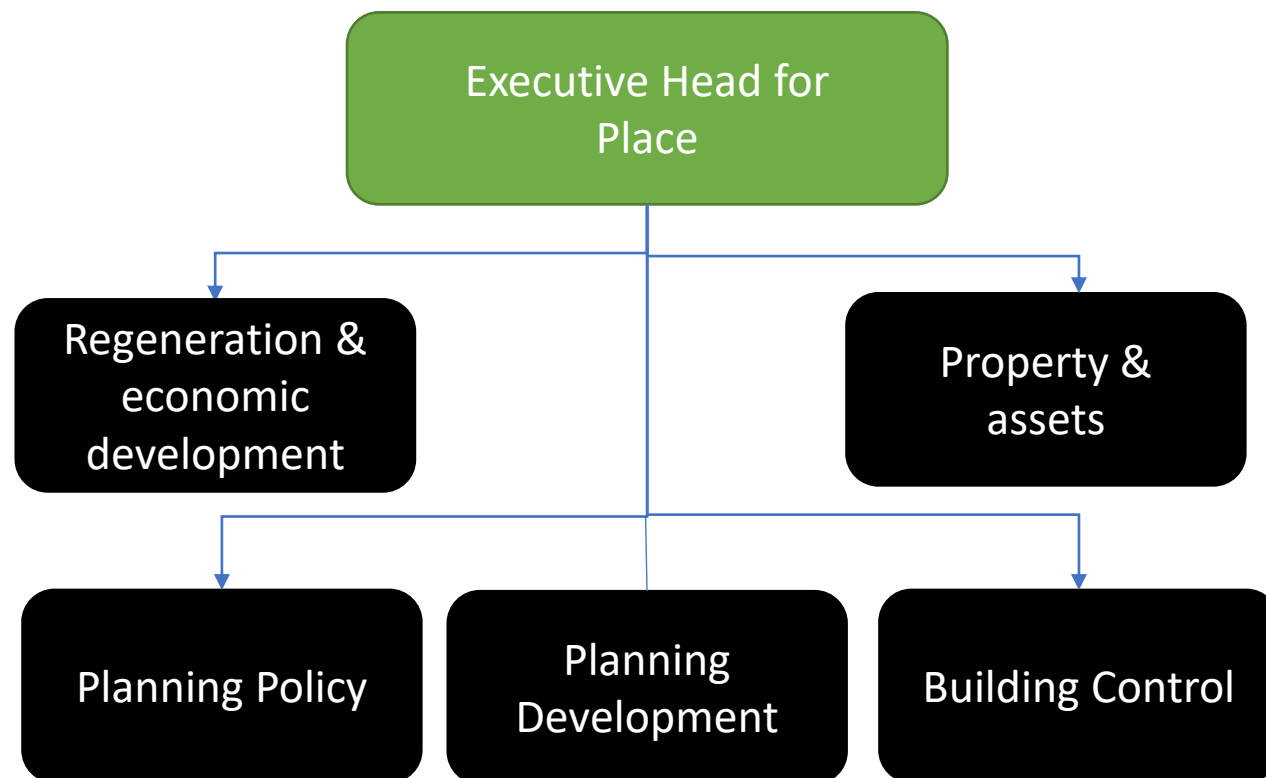 Executive Head for
Place
Regeneration &
economic
development
Property &
assets
Planning Policy
Planning
Development
Building Control